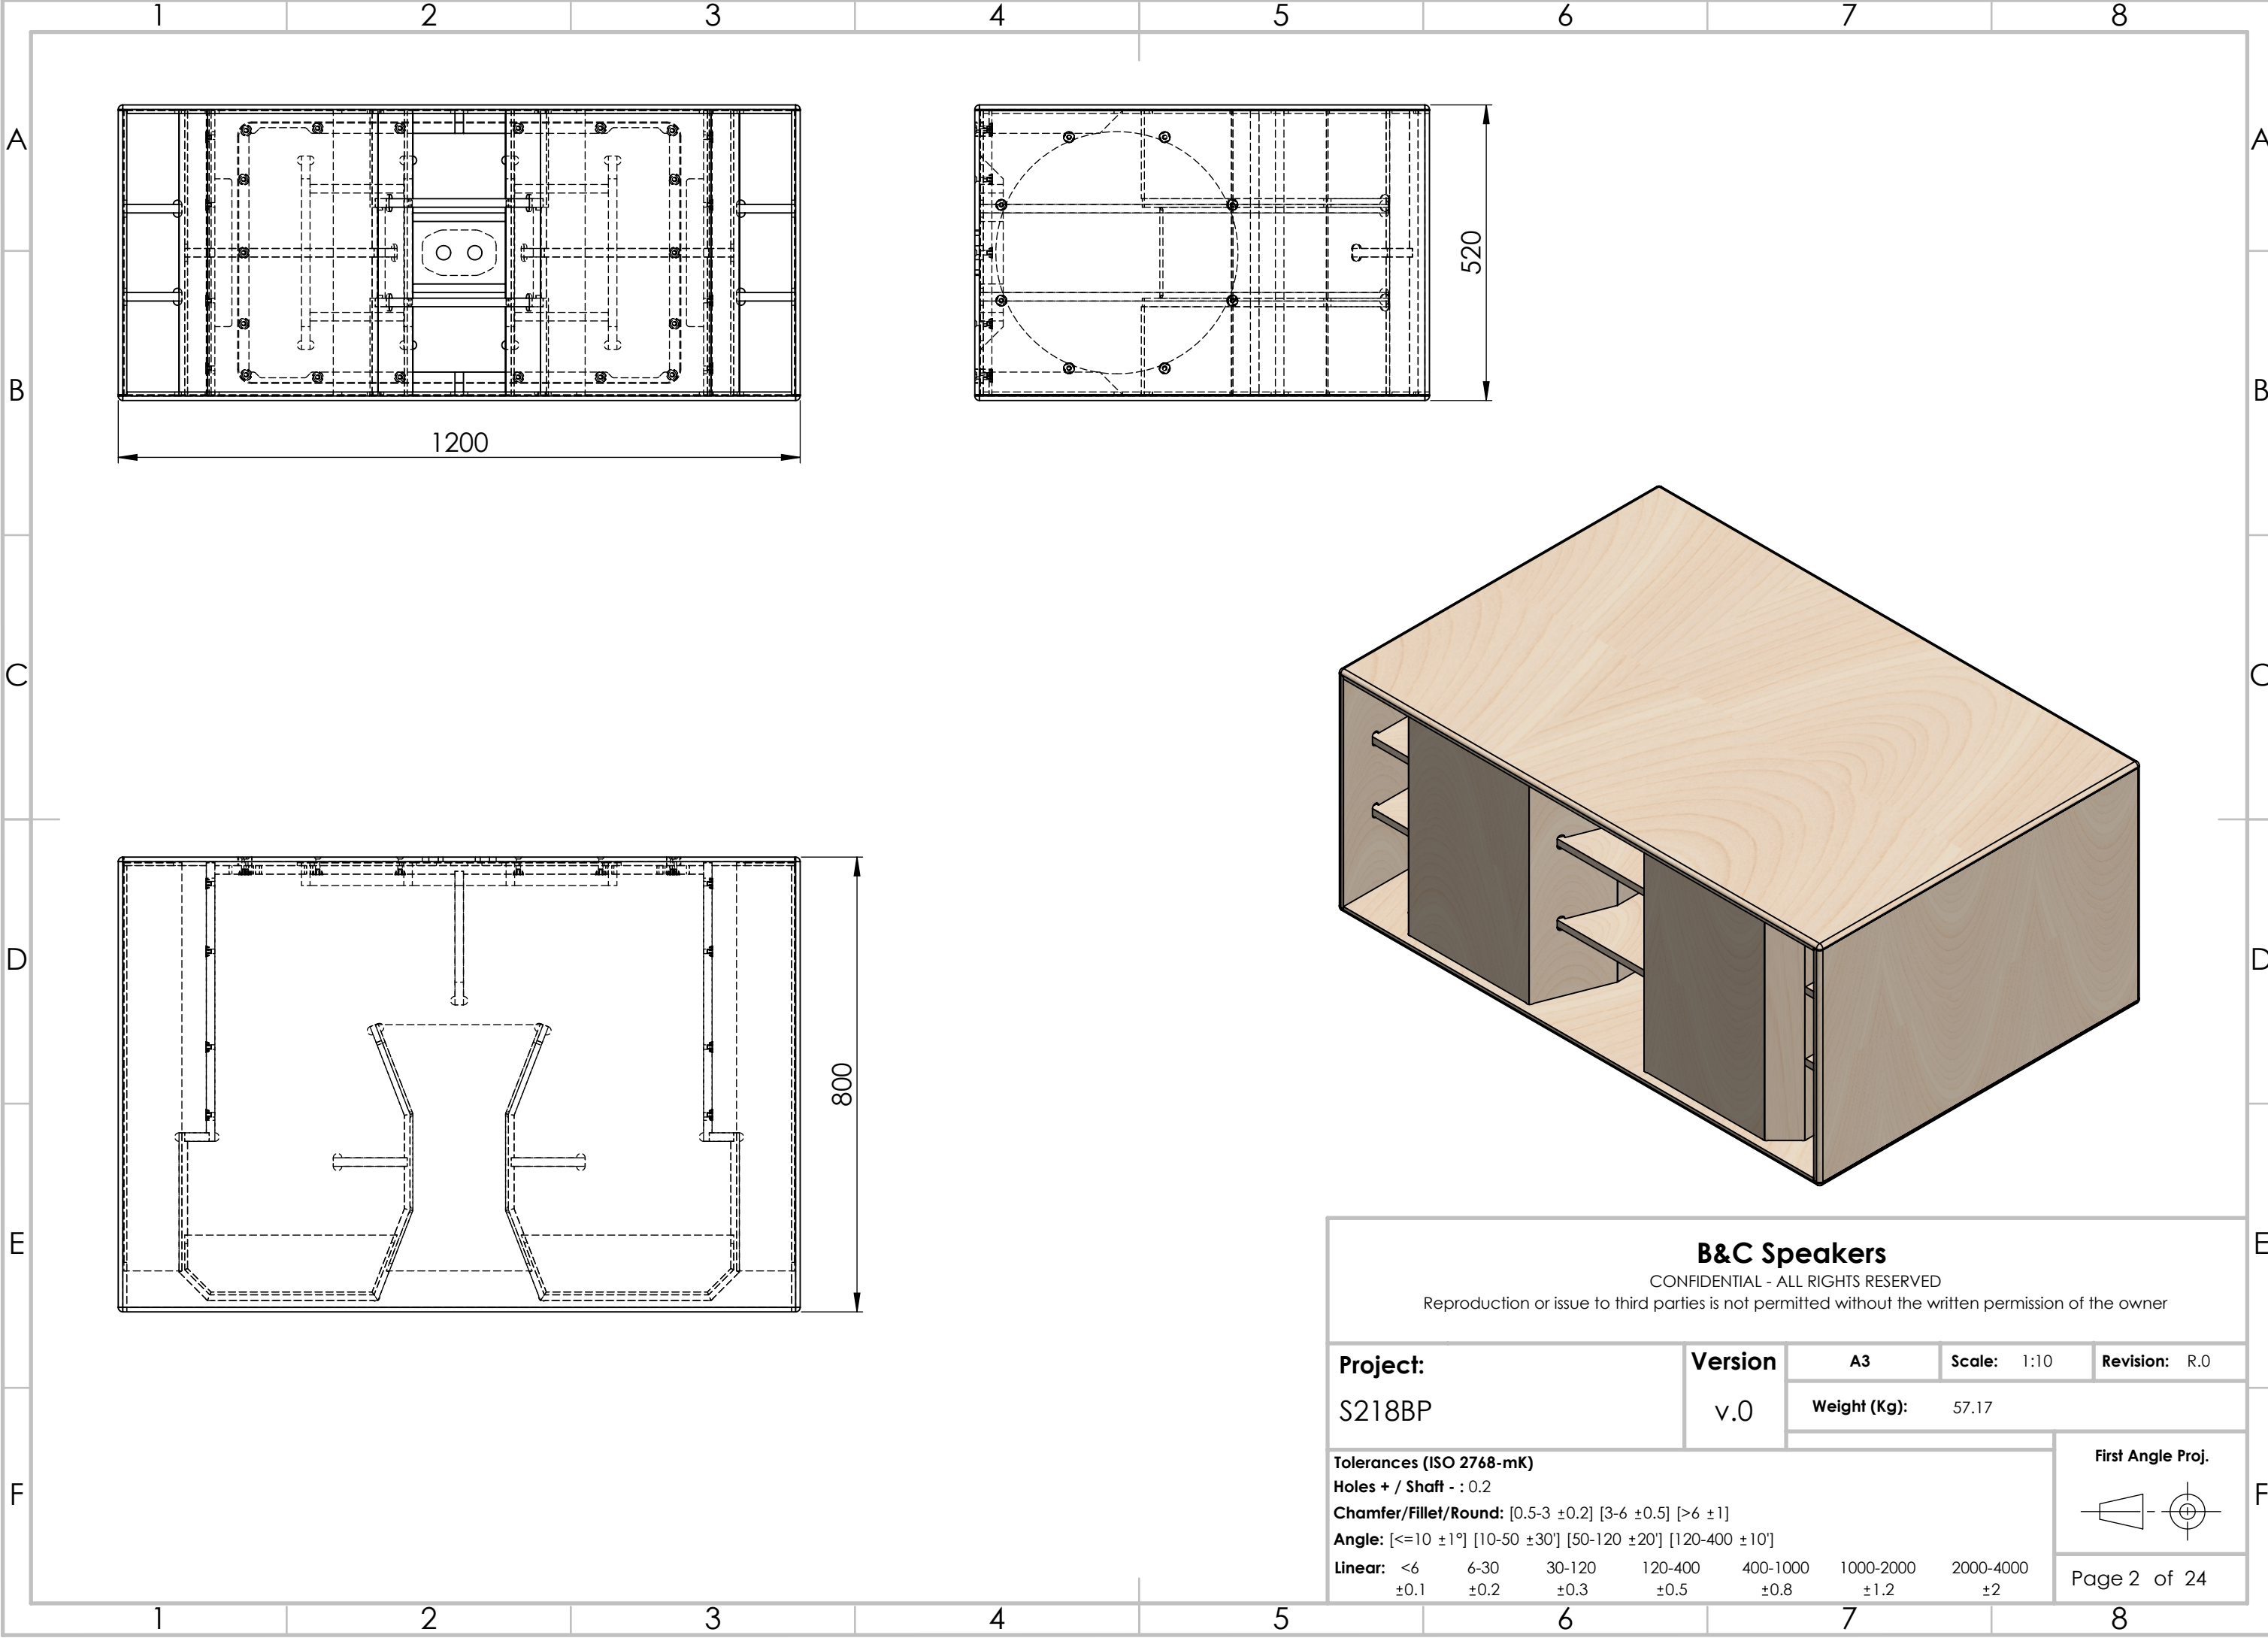 1 2 3 4 5 6 7 8
A A
B B
C C
D D
E E
F F
520
1200
800
B&C Speakers
CONFIDENTIAL - ALL RIGHTS RESERVED
Reproduction or issue to third parties is not permitted without the written permission of the owner
Project:
S218BP
Version
v.0
A3
Scale: 1:10
Revision: R.0
Weight (Kg): 57.17
Tolerances (ISO 2768-mK)
Holes + / Shaft - : 0.2
Chamfer/Fillet/Round: [0.5-3 ±0.2] [3-6 ±0.5] [>6 ±1]
Angle: [<=10 ±1°] [10-50 ±30'] [50-120 ±20'] [120-400 ±10']
Linear: <6 6-30 30-120 120-400 400-1000 1000-2000 2000-4000
±0.1 ±0.2 ±0.3 ±0.5 ±0.8 ±1.2 ±2
First Angle Proj.
Page 2 of 24
1 2 3 4 5 6 7 8